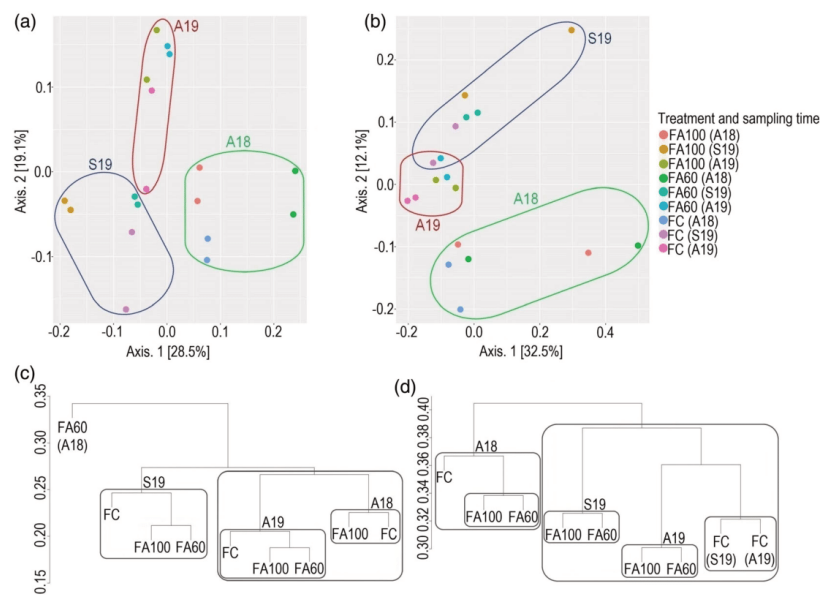 (a)
A19
A18
S19
0.1
0.0
-0.1
Axis. 2 [19.1%]
-0.2 -0.1 0.0 0.1 0.2
Axis. 1 [28.5%]
(b)
S19
A19
A18
0.2
0.1
0.0
-0.1
-0.2
Axis. 2 [12.1%]
-0.2 0.0 0.2 0.4
Axis. 1 [32.5%]
Treatment and sampling time
FA100 (A18)
FA100 (S19)
FA100 (A19)
FA60 (A18)
FA60 (S19)
FA60 (A19)
FC (A18)
FC (S19)
FC (A19)
(c)
0.35
0.30
0.25
0.20
0.15
FA60
(A18)
S19
FC
FA100 FA60
A19
FC
FA100 FA60
A18
FA100 FC
(d)
0.40
0.38
0.36
0.34
0.32
0.30
A18
FC
FA100 FA60
S19
FA100 FA60
A19
FA100 FA60
FC FC
(S19) (A19)